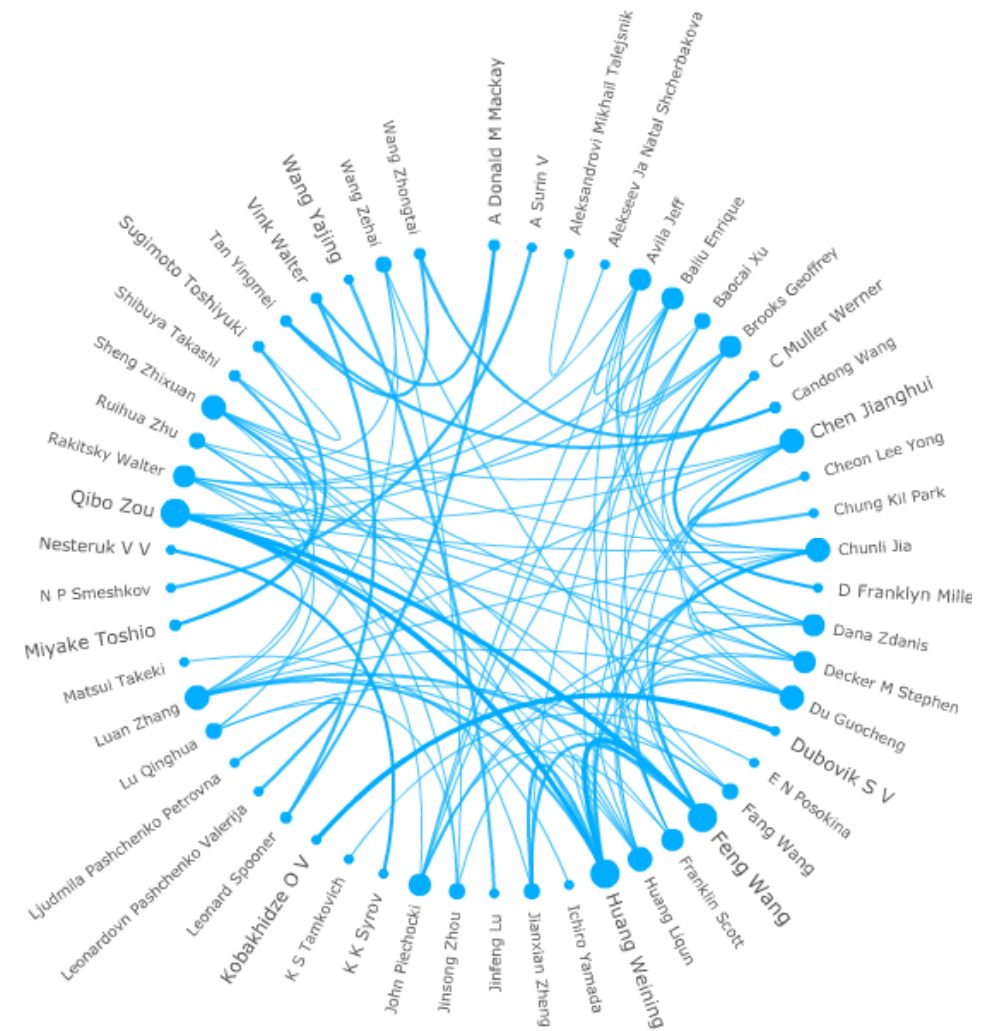 A Donald M Mackay
A Surin V
Aleksandrovi Mikhail Talejsnik
Alekseev Ja Natal Shcherbakova
Avila Jeff
Baliu Enrique
Baocai Xu
Brooks Geoffrey
C Muller Werner
Candong Wang
Chen Jianghui
Cheon Lee Yong
Chung Kil Park
Chunli Jia
D Franklyn Mille
Dana Zdanis
Decker M Stephen
Du Guocheng
Dubovik S V
E N Posokina
Fang Wang
Feng Wang
Franklin Scott
Huang Liqun
Huang Weining
Ichiro Yamada
Jianxian Zheng
Jinfeng Lu
Jinsong Zhou
John Piechocki
K K Syrov
K S Tamkovich
Kobakhidze O V
Leonard Spooner
Leonardovn Pashchenko Valerija
Ljudmila Pashchenko Petrovna
Lu Qinghua
Luan Zhang
Matsui Takeki
Miyake Toshio
N P Smeshkov
Nesteruk V V
Qibo Zou
Rakitsky Walter
Ruihua Zhu
Sheng Zhixuan
Shibuya Takashi
Sugimoto Toshiyuki
Tan Yingmei
Vink Walter
Wang Yajing
Wang Zehai
Wang Zhongtai